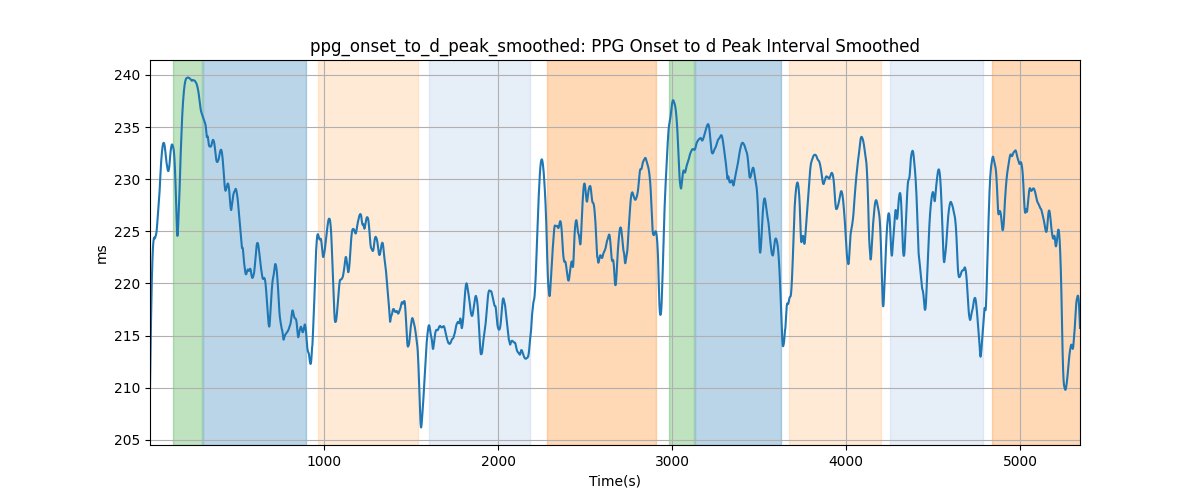 ppg_onset_to_d_peak_smoothed: PPG Onset to d Peak Interval Smoothed
240
235
230
225
220
215
210
205
ms
1000 2000 3000 4000 5000
Time(s)